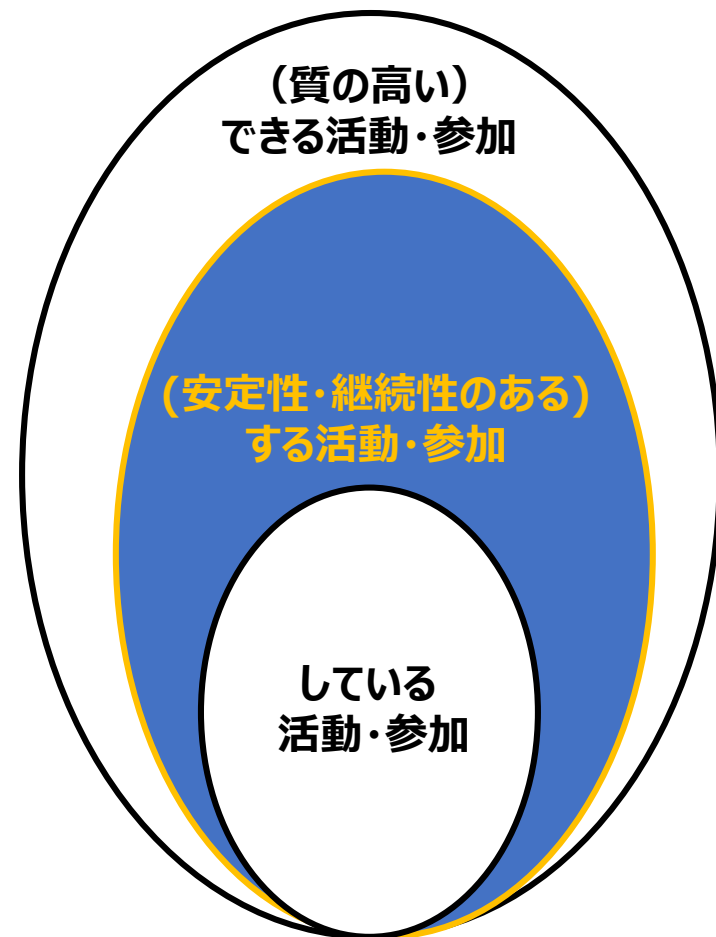 （質の高い）
できる活動・参加
(安定性・継続性のある)
する活動・参加
している
活動・参加